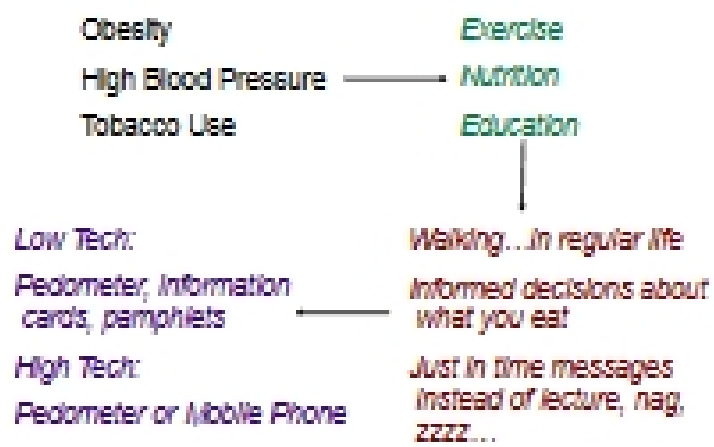 Obesity
High Blood Pressure
Tobacco Use
Exercise
Nutrition
Education
Walking...in regular life
Informed decisions about
what you eat
Just in time messages
instead of lecture, nag,
zzzz...
Low Tech:
Pedometer, Information
cards, pamphlets
High Tech:
Pedometer or Mobile Phone